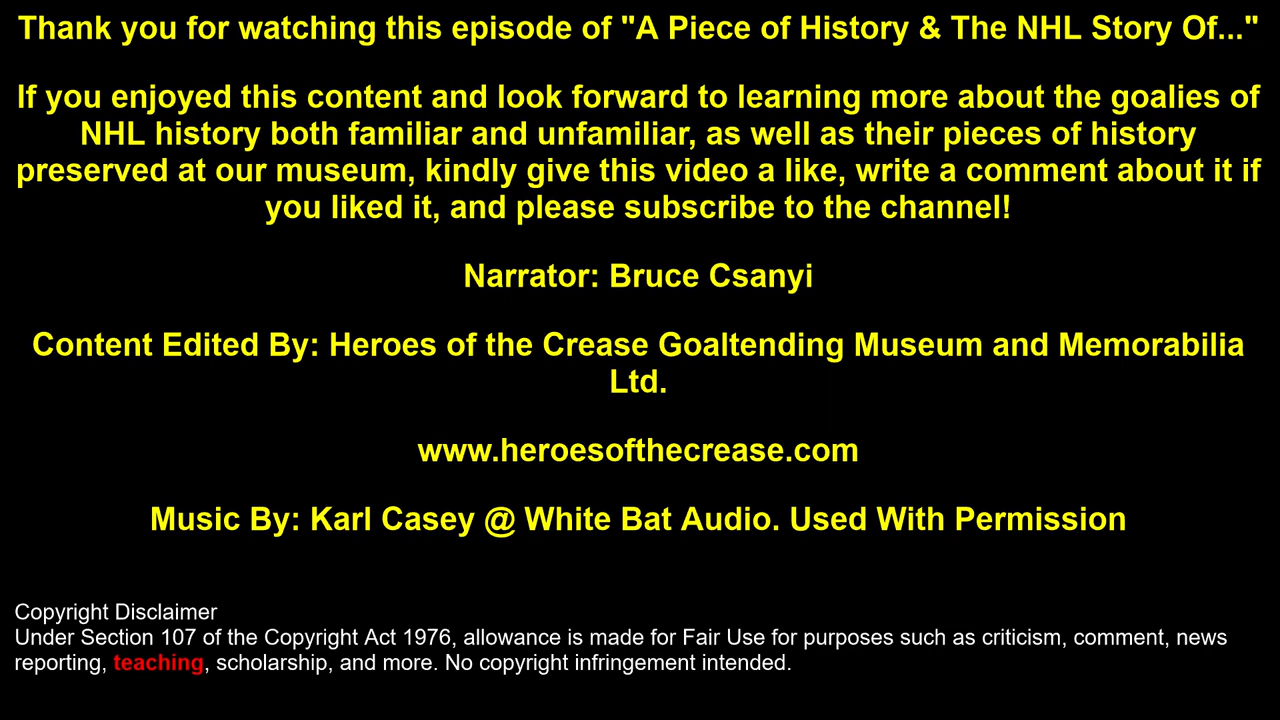 Thank you for watching this episode of "A Piece of History & The NHL Story Of..."
If you enjoyed this content and look forward to learning more about the goalies of
NHL history both familiar and unfamiliar, as well as their pieces of history
preserved at our museum, kindly give this video a like, write a comment about it if
you liked it, and please subscribe to the channel!
Narrator: Bruce Csanyi
Content Edited By: Heroes of the Crease Goaltending Museum and Memorabilia
Ltd.
www.heroesofthecrease.com
Music By: Karl Casey @ White Bat Audio. Used With Permission
Copyright Disclaimer
Under Section 107 of the Copyright Act 1976, allowance is made for Fair Use for purposes such as criticism, comment, news
reporting, teaching, scholarship, and more. No copyright infringement intended.